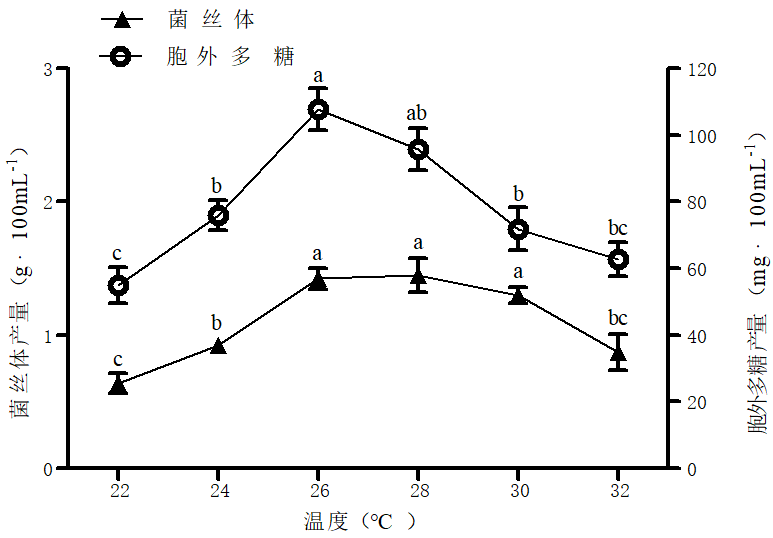 菌 丝 体
胞 外 多 糖
3
2
1
0
菌丝体产量（g· 100mL-1）
120
100
80
60
40
20
0
胞外多糖产量（mg· 100mL-1）
c
b
a
ab
b
bc
c
b
a
a
a
bc
22 24 26 28 30 32
温度（℃ ）